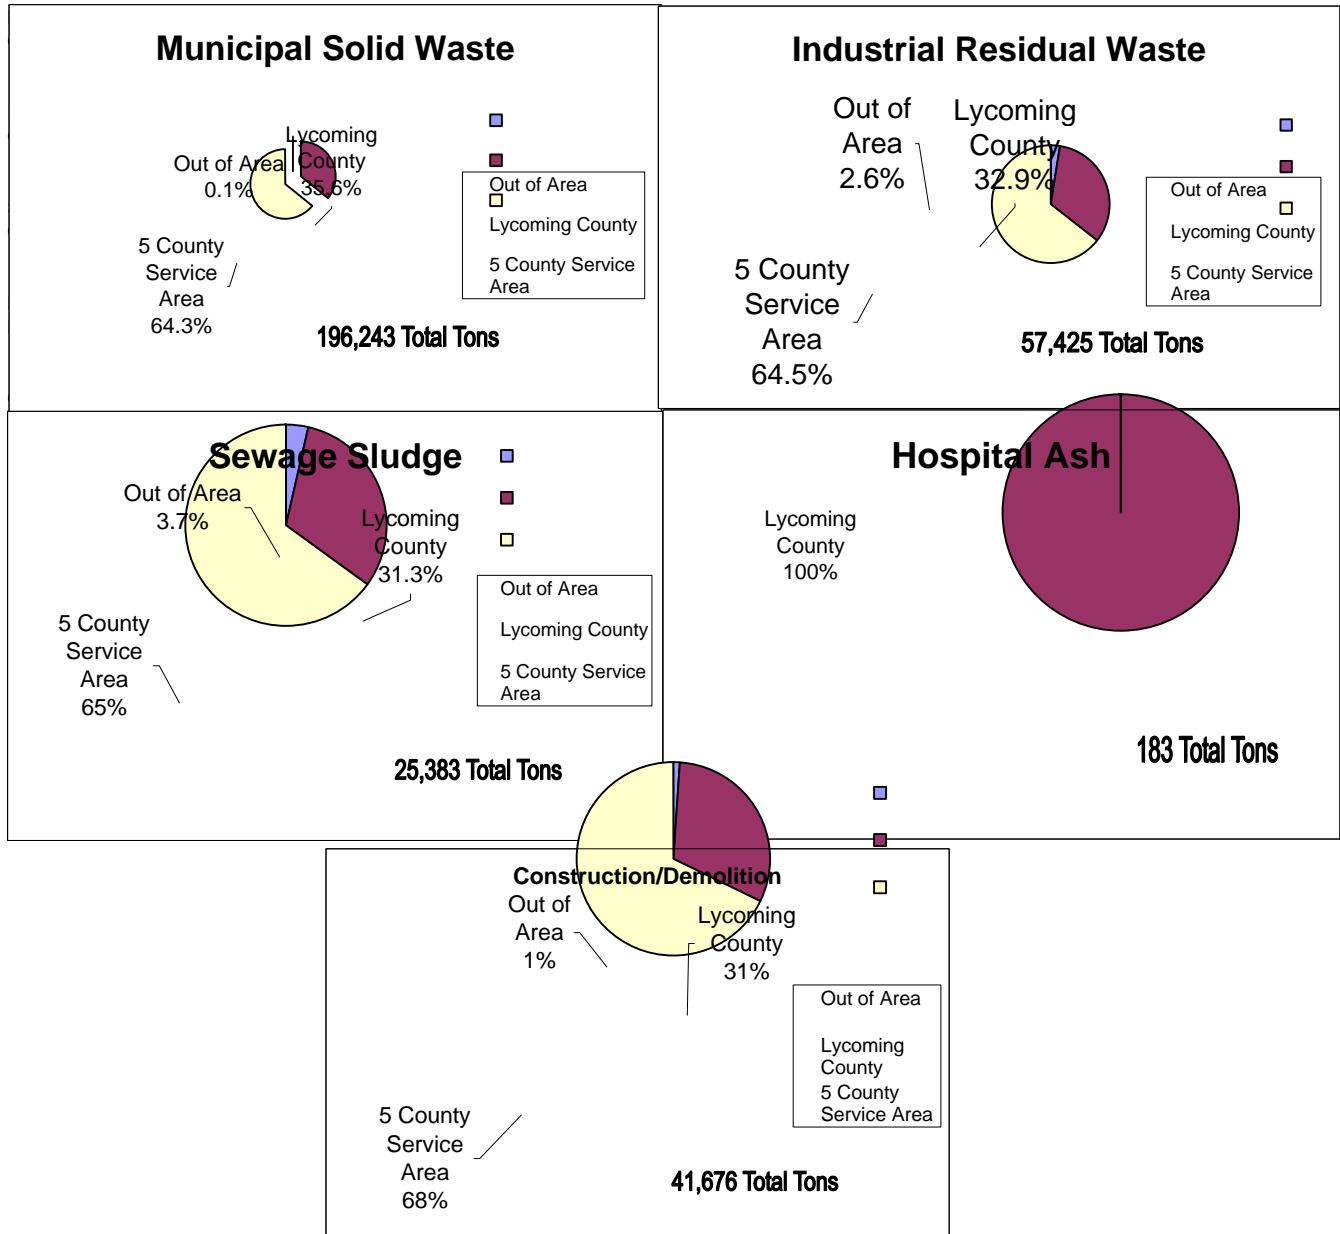 Municipal Solid Waste
Out of Area
0.1%
Lycoming
County
35.6%
5 County
Service
Area
64.3%
Out of Area
Lycoming County
5 County Service
Area
196,243 Total Tons
Industrial Residual Waste
Out of
Area
2.6%
Lycoming
County
32.9%
5 County
Service
Area
64.5%
Out of Area
Lycoming County
5 County Service
Area
57,425 Total Tons
Sewage Sludge
Out of Area
3.7%
Lycoming
County
31.3%
5 County
Service
Area
65%
Out of Area
Lycoming County
5 County Service
Area
25,383 Total Tons
Hospital Ash
Lycoming
County
100%
183 Total Tons
Construction/Demolition
Out of
Area
1%
Lycoming
County
31%
5 County
Service
Area
68%
Out of Area
Lycoming
County
5 County
Service Area
41,676 Total Tons